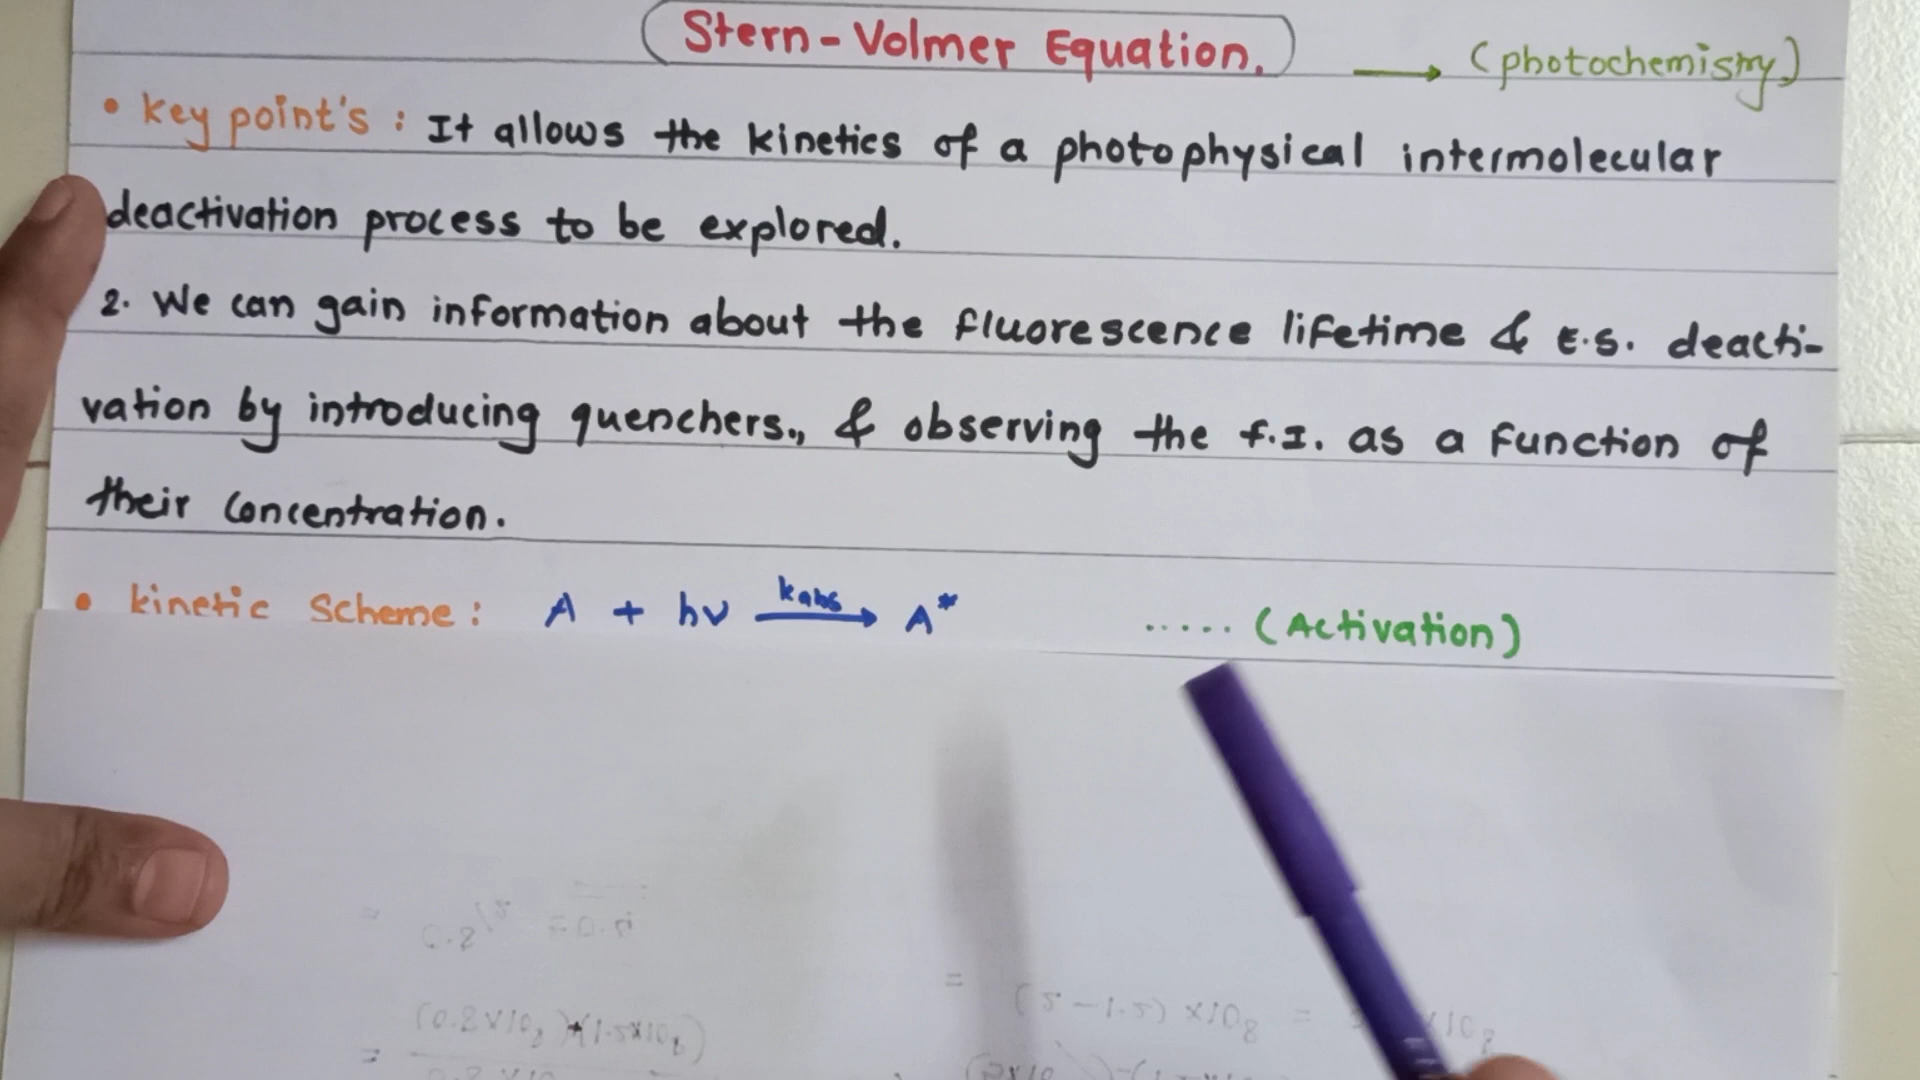 Stern-Volmer Equation. → (photochemistry)
• key point's : It allows the kinetics of a photophysical intermolecular
deactivation process to be explored.
2. We can gain information about the fluorescence lifetime & E.S. deacti-
vation by introducing quenchers., & observing the f.I. as a function of
their concentration.
• kinetic scheme : A + hν —kabs→ A* ..... (Activation)